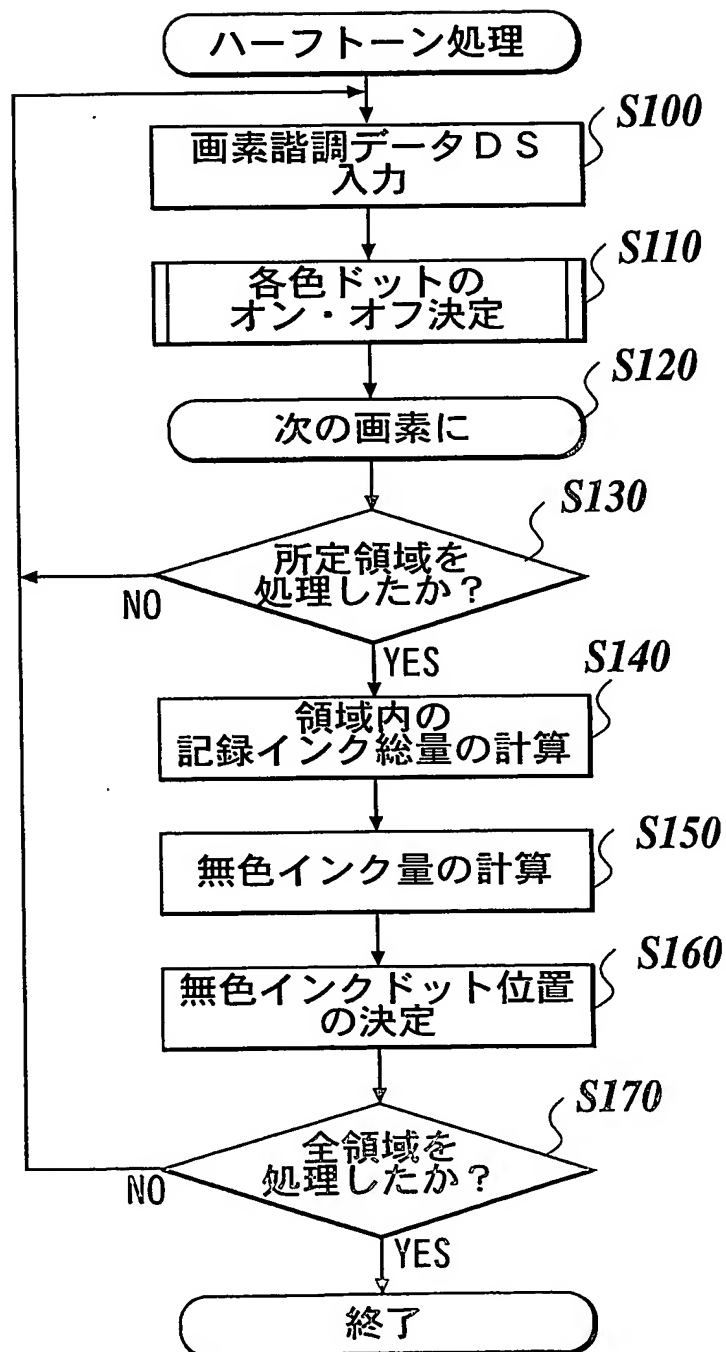 ハーフトーン処理
S100
画素諧調データＤＳ
入力
S110
各色ドットの
オン・オフ決定
S120
次の画素に
S130
所定領域を
処理したか？
NO
YES
S140
領域内の
記録インク総量の計算
S150
無色インク量の計算
S160
無色インクドット位置
の決定
S170
全領域を
処理したか？
NO
YES
終了